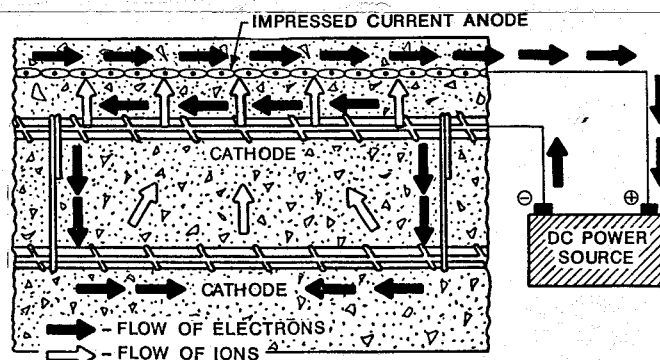 IMPRESSED CURRENT ANODE
CATHODE
⊖ ⊕
DC POWER
SOURCE
CATHODE
- FLOW OF ELECTRONS
- FLOW OF IONS